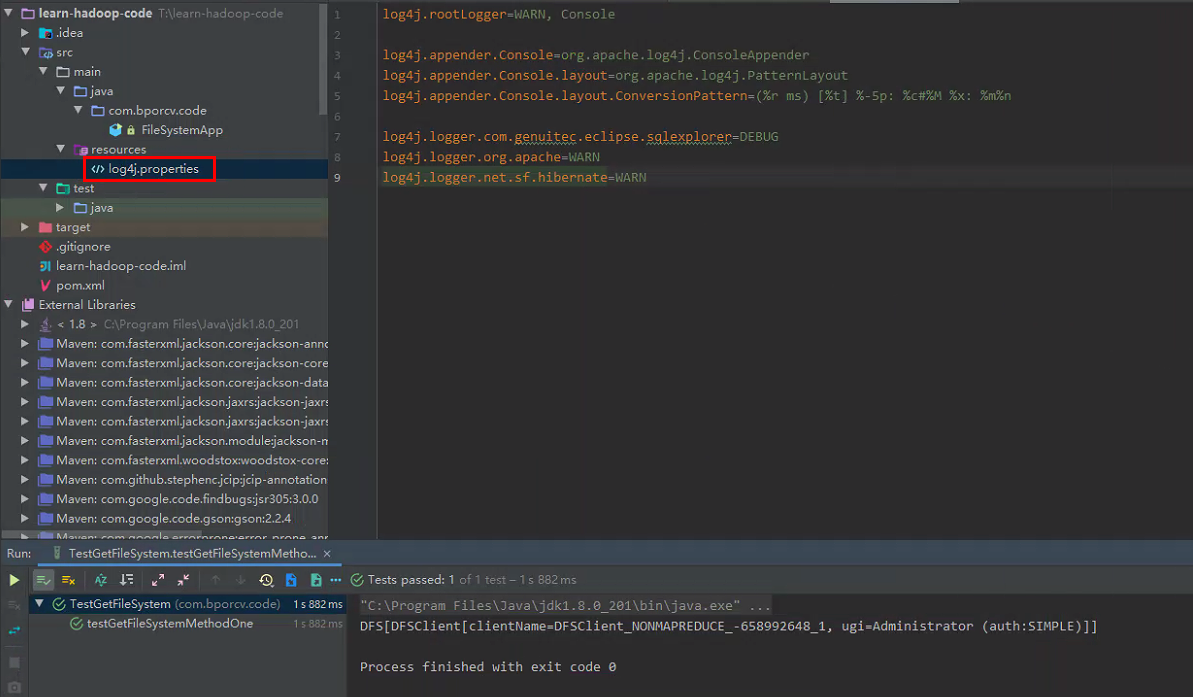 learn-hadoop-code T:\learn-hadoop-code
.idea
src
main
java
com.bporcv.code
FileSystemApp
resources
log4j.properties
test
java
target
.gitignore
learn-hadoop-code.iml
pom.xml
External Libraries
< 1.8 > C:\Program Files\Java\jdk1.8.0_201
Maven: com.fasterxml.jackson.core:jackson-anno
Maven: com.fasterxml.jackson.core:jackson-core
Maven: com.fasterxml.jackson.core:jackson-data
Maven: com.fasterxml.jackson.jaxrs:jackson-jaxrs
Maven: com.fasterxml.jackson.jaxrs:jackson-jaxrs
Maven: com.fasterxml.jackson.module:jackson-m
Maven: com.fasterxml.woodstox:woodstox-core:
Maven: com.github.stephenc.jcip:jcip-annotation
Maven: com.google.code.findbugs:jsr305:3.0.0
Maven: com.google.code.gson:gson:2.2.4
1 log4j.rootLogger=WARN, Console
2
3 log4j.appender.Console=org.apache.log4j.ConsoleAppender
4 log4j.appender.Console.layout=org.apache.log4j.PatternLayout
5 log4j.appender.Console.layout.ConversionPattern=(%r ms) [%t] %-5p: %c#%M %x: %m%n
6
7 log4j.logger.com.genuitec.eclipse.sqlexplorer=DEBUG
8 log4j.logger.org.apache=WARN
9 log4j.logger.net.sf.hibernate=WARN
Run: TestGetFileSystem.testGetFileSystemMetho... ×
Tests passed: 1 of 1 test – 1 s 882 ms
TestGetFileSystem (com.bporcv.code) 1 s 882 ms
testGetFileSystemMethodOne 1 s 882 ms
"C:\Program Files\Java\jdk1.8.0_201\bin\java.exe" ...
DFS[DFSClient[clientName=DFSClient_NONMAPREDUCE_-658992648_1, ugi=Administrator (auth:SIMPLE)]]
Process finished with exit code 0